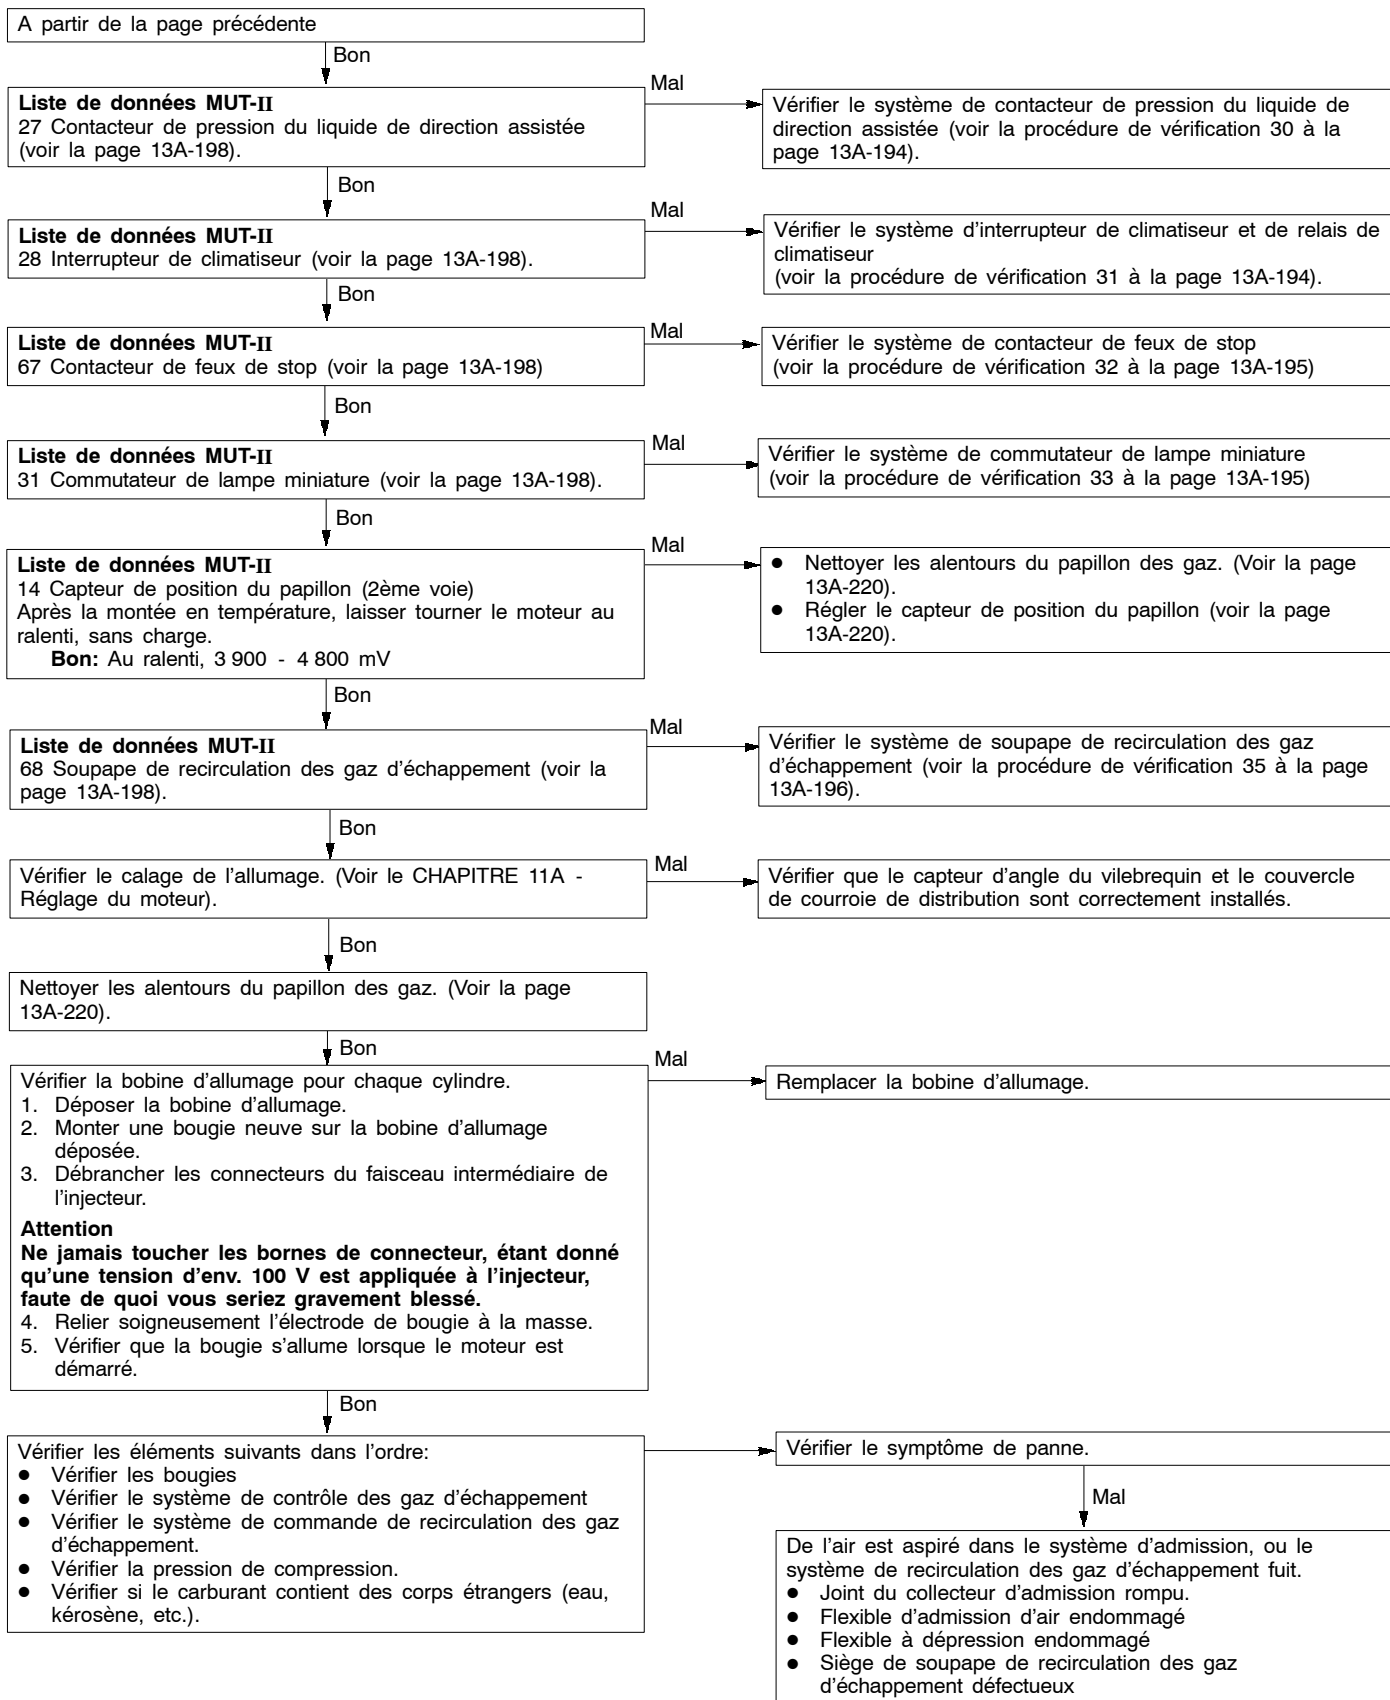 A partir de la page précédente
Bon
Liste de données MUT-II
27 Contacteur de pression du liquide de direction assistée
(voir la page 13A-198).
Mal
Vérifier le système de contacteur de pression du liquide de
direction assistée (voir la procédure de vérification 30 à la
page 13A-194).
Bon
Liste de données MUT-II
28 Interrupteur de climatiseur (voir la page 13A-198).
Mal
Vérifier le système d'interrupteur de climatiseur et de relais de
climatiseur
(voir la procédure de vérification 31 à la page 13A-194).
Bon
Liste de données MUT-II
67 Contacteur de feux de stop (voir la page 13A-198)
Mal
Vérifier le système de contacteur de feux de stop
(voir la procédure de vérification 32 à la page 13A-195)
Bon
Liste de données MUT-II
31 Commutateur de lampe miniature (voir la page 13A-198).
Mal
Vérifier le système de commutateur de lampe miniature
(voir la procédure de vérification 33 à la page 13A-195)
Bon
Liste de données MUT-II
14 Capteur de position du papillon (2ème voie)
Après la montée en température, laisser tourner le moteur au
ralenti, sans charge.
Bon: Au ralenti, 3 900 - 4 800 mV
Mal
● Nettoyer les alentours du papillon des gaz. (Voir la page
13A-220).
● Régler le capteur de position du papillon (voir la page
13A-220).
Bon
Liste de données MUT-II
68 Soupape de recirculation des gaz d'échappement (voir la
page 13A-198).
Mal
Vérifier le système de soupape de recirculation des gaz
d'échappement (voir la procédure de vérification 35 à la page
13A-196).
Bon
Vérifier le calage de l'allumage. (Voir le CHAPITRE 11A -
Réglage du moteur).
Mal
Vérifier que le capteur d'angle du vilebrequin et le couvercle
de courroie de distribution sont correctement installés.
Bon
Nettoyer les alentours du papillon des gaz. (Voir la page
13A-220).
Bon
Vérifier la bobine d'allumage pour chaque cylindre.
1. Déposer la bobine d'allumage.
2. Monter une bougie neuve sur la bobine d'allumage
déposée.
3. Débrancher les connecteurs du faisceau intermédiaire de
l'injecteur.
Attention
Ne jamais toucher les bornes de connecteur, étant donné
qu'une tension d'env. 100 V est appliquée à l'injecteur,
faute de quoi vous seriez gravement blessé.
4. Relier soigneusement l'électrode de bougie à la masse.
5. Vérifier que la bougie s'allume lorsque le moteur est
démarré.
Mal
Remplacer la bobine d'allumage.
Bon
Vérifier les éléments suivants dans l'ordre:
● Vérifier les bougies
● Vérifier le système de contrôle des gaz d'échappement
● Vérifier le système de commande de recirculation des gaz
d'échappement.
● Vérifier la pression de compression.
● Vérifier si le carburant contient des corps étrangers (eau,
kérosène, etc.).
Vérifier le symptôme de panne.
Mal
De l'air est aspiré dans le système d'admission, ou le
système de recirculation des gaz d'échappement fuit.
● Joint du collecteur d'admission rompu.
● Flexible d'admission d'air endommagé
● Flexible à dépression endommagé
● Siège de soupape de recirculation des gaz
d'échappement défectueux